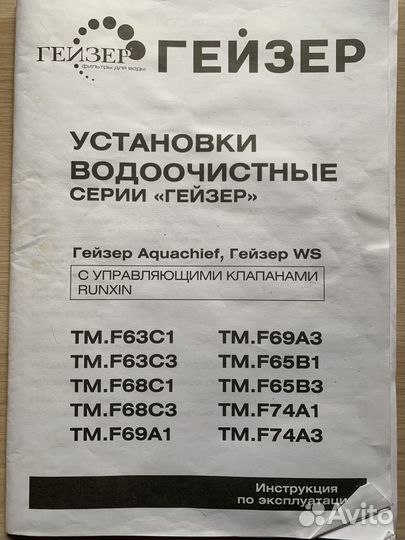 ГЕЙЗЕР
фильтры для воды
ГЕЙЗЕР
УСТАНОВКИ
ВОДООЧИСТНЫЕ
СЕРИИ «ГЕЙЗЕР»
Гейзер Aquachief, Гейзер WS
С УПРАВЛЯЮЩИМИ КЛАПАНАМИ
RUNXIN
TM.F63C1 TM.F69A3
TM.F63C3 TM.F65B1
TM.F68C1 TM.F65B3
TM.F68C3 TM.F74A1
TM.F69A1 TM.F74A3
Инструкция
по эксплуатаци
Avito